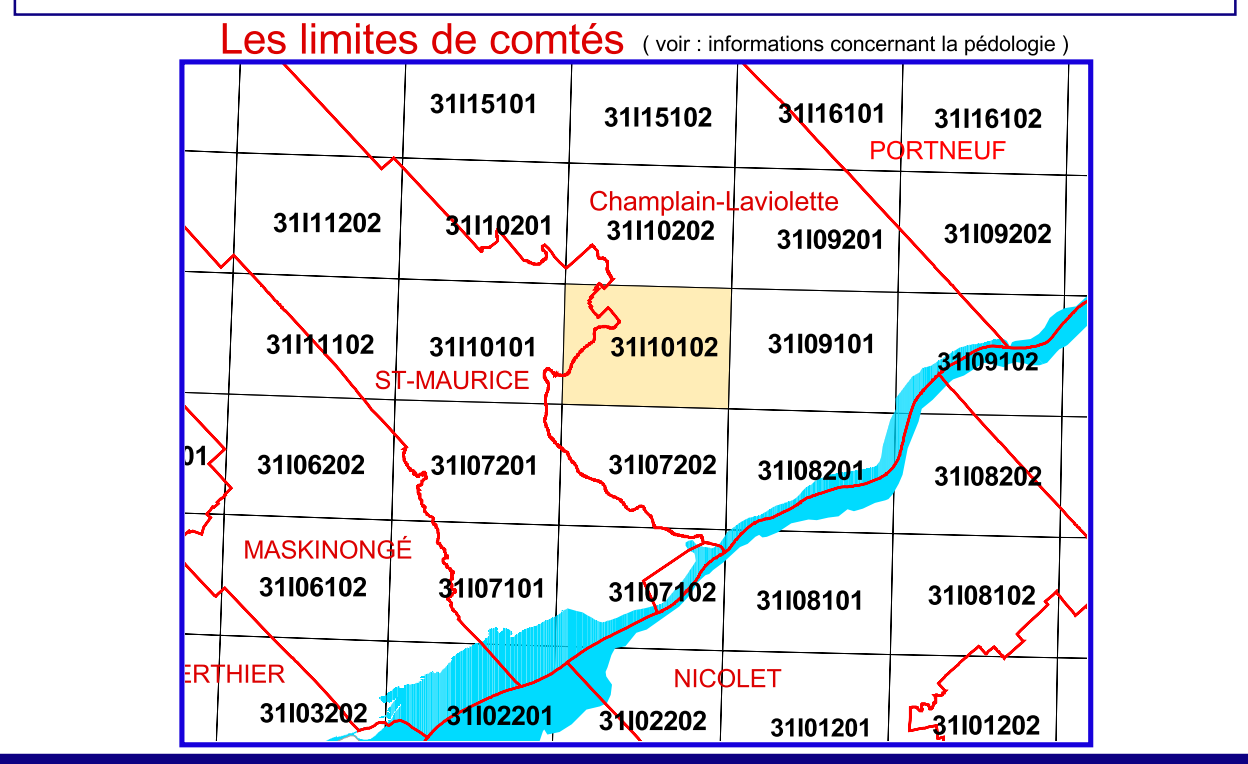 Les limites de comtés ( voir : informations concernant la pédologie )
31I15101 31I15102 31I16101 31I16102
PORTNEUF
Champlain-Laviolette
31I11202 31I10201 31I10202 31I09201 31I09202
31I11102 31I10101 31I10102 31I09101 31I09102
ST-MAURICE
01 31I06202 31I07201 31I07202 31I08201 31I08202
MASKINONGÉ
31I06102 31I07101 31I07102 31I08101 31I08102
ERTHIER NICOLET
31I03202 31I02201 31I02202 31I01201 31I01202